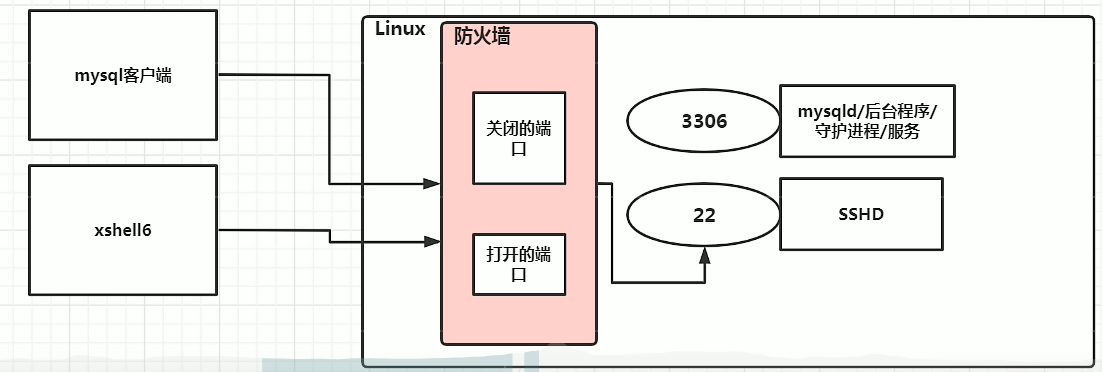 mysql客户端
xshell6
Linux
防火墙
关闭的端
口
打开的端
口
3306
mysqld/后台程序/
守护进程/服务
22
SSHD